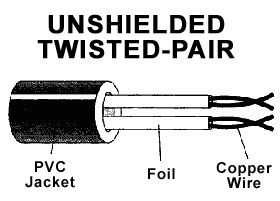 UNSHIELDED
TWISTED-PAIR
PVC
Jacket
Foil
Copper
Wire